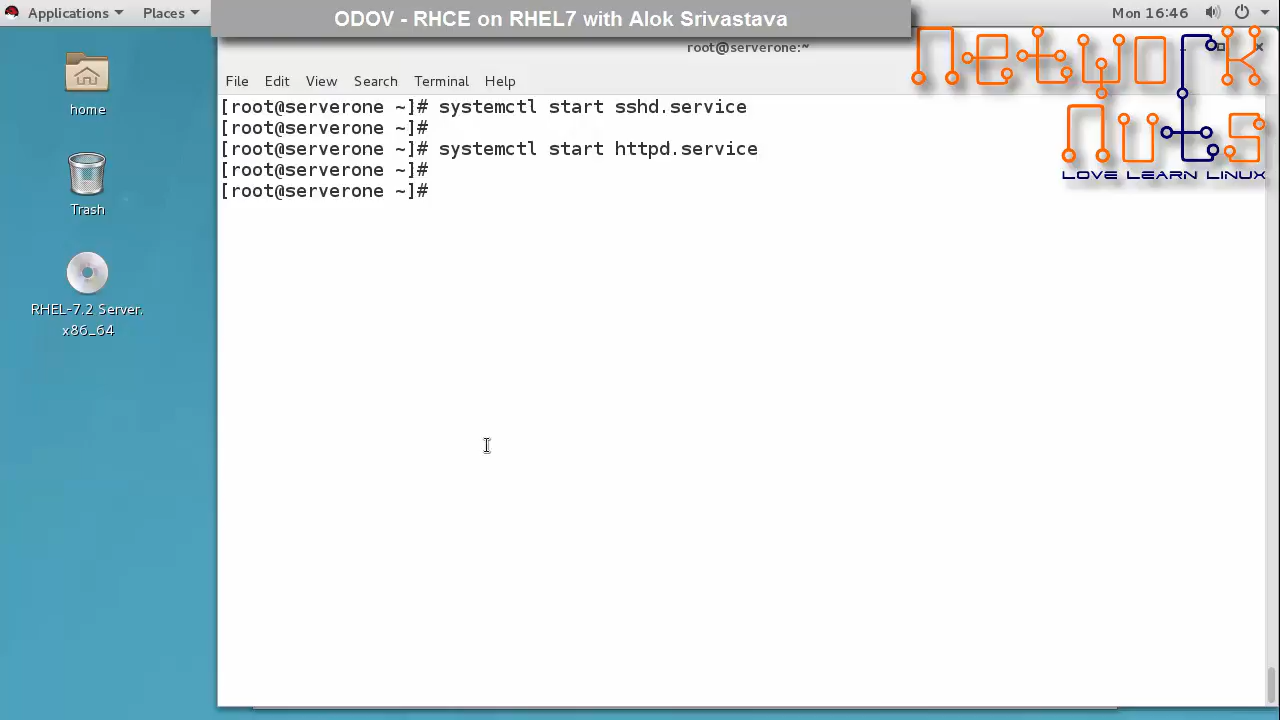 Applications Places
ODOV - RHCE on RHEL7 with Alok Srivastava
Mon 16:46
root@serverone:~
network
nuts
LOVE LEARN LINUX
File Edit View Search Terminal Help
[root@serverone ~]# systemctl start sshd.service
[root@serverone ~]#
[root@serverone ~]# systemctl start httpd.service
[root@serverone ~]#
[root@serverone ~]#
home
Trash
RHEL-7.2 Server.
x86_64